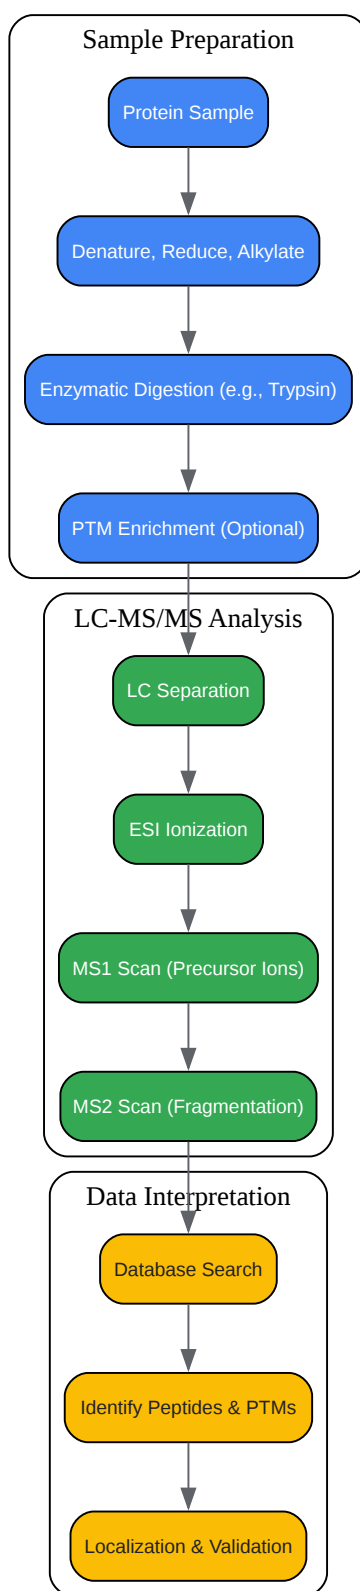 Sample Preparation
Protein Sample
Denature, Reduce, Alkylate
Enzymatic Digestion (e.g., Trypsin)
PTM Enrichment (Optional)
LC-MS/MS Analysis
LC Separation
ESI Ionization
MS1 Scan (Precursor Ions)
MS2 Scan (Fragmentation)
Data Interpretation
Database Search
Identify Peptides & PTMs
Localization & Validation